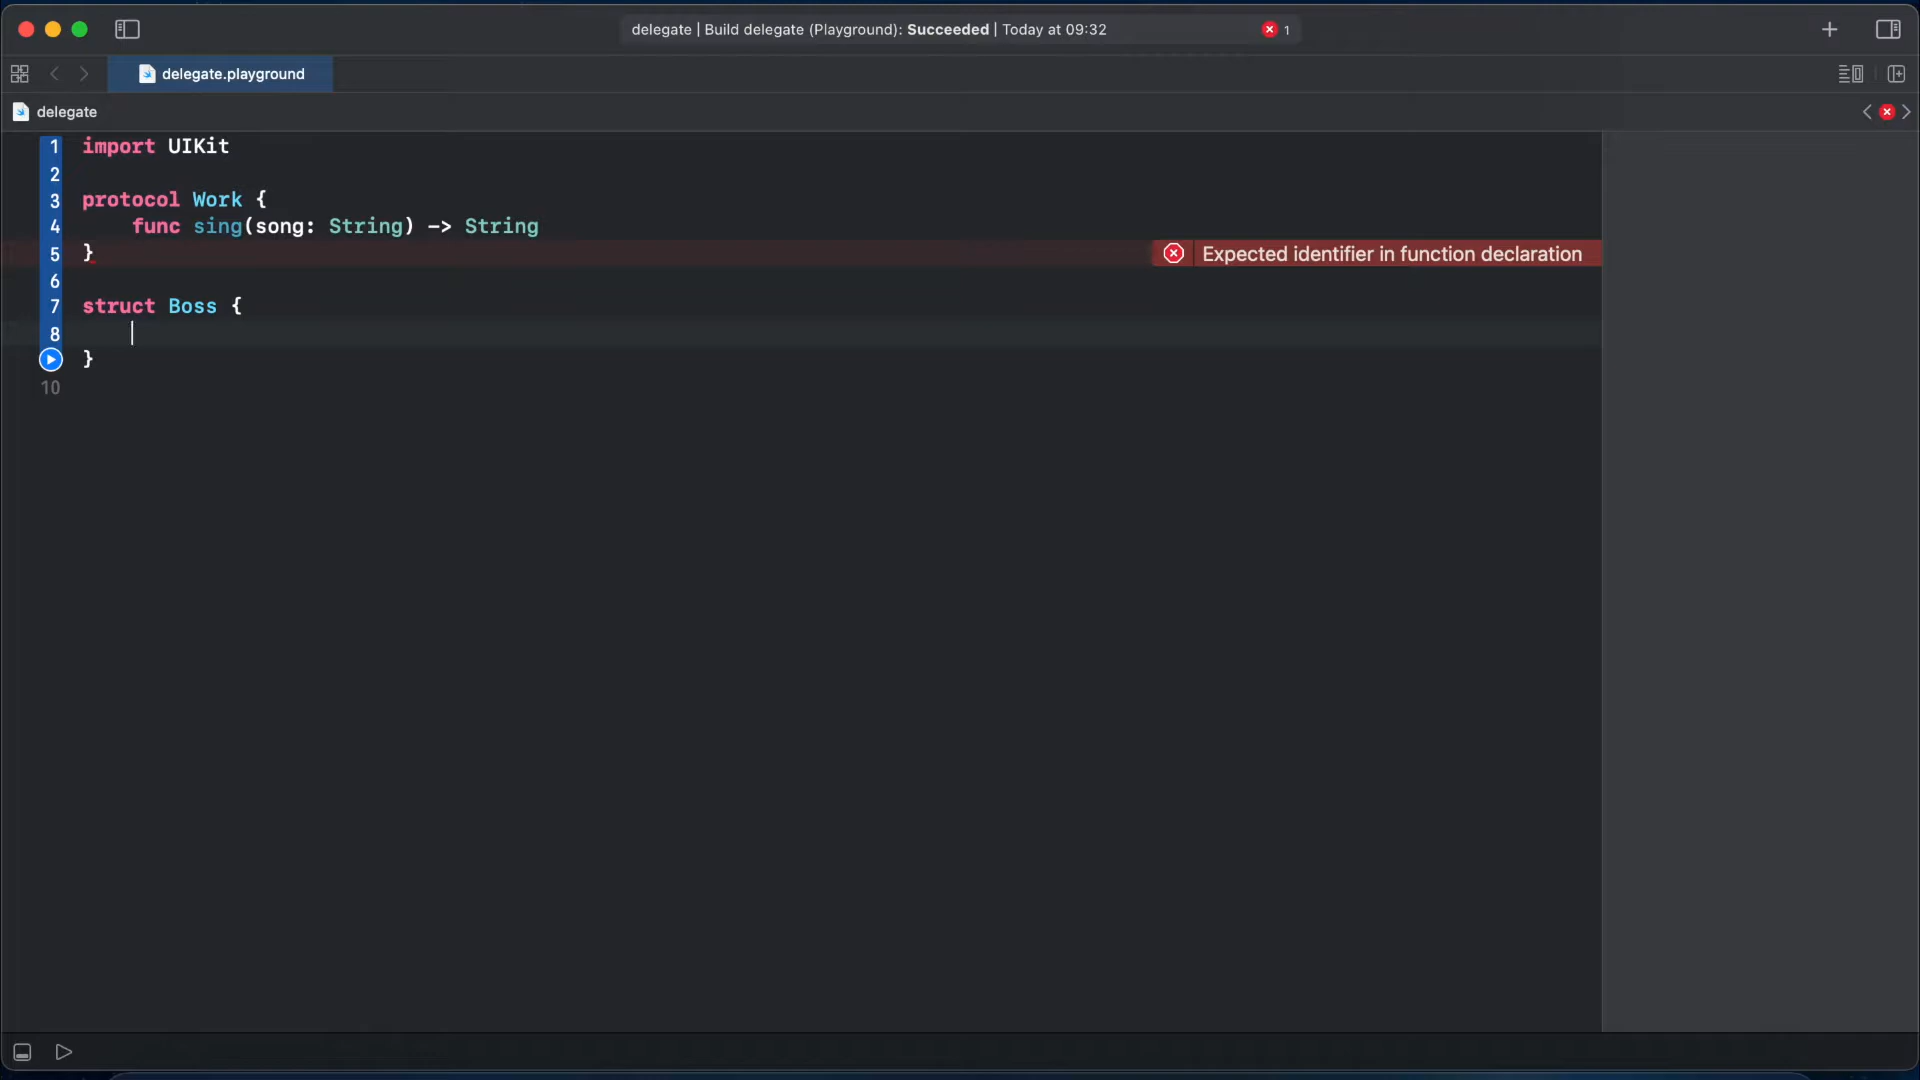 delegate | Build delegate (Playground): Succeeded | Today at 09:32
1
delegate.playground
delegate
1 import UIKit
2
3 protocol Work {
4     func sing(song: String) -> String
5 }
Expected identifier in function declaration
6
7 struct Boss {
8
}
10